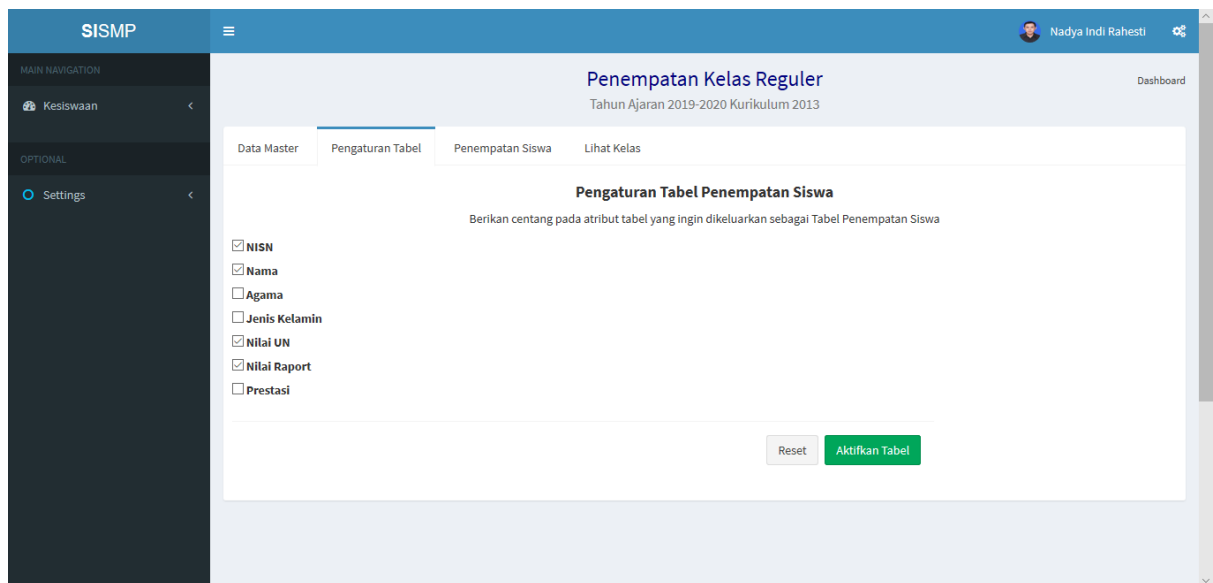 SISMP
Nadya Indi Rahesti
MAIN NAVIGATION
Kesiswaan
OPTIONAL
Settings
Penempatan Kelas Reguler
Tahun Ajaran 2019-2020 Kurikulum 2013
Dashboard
Data Master
Pengaturan Tabel
Penempatan Siswa
Lihat Kelas
Pengaturan Tabel Penempatan Siswa
Berikan centang pada atribut tabel yang ingin dikeluarkan sebagai Tabel Penempatan Siswa
NISN
Nama
Agama
Jenis Kelamin
Nilai UN
Nilai Raport
Prestasi
Reset
Aktifkan Tabel